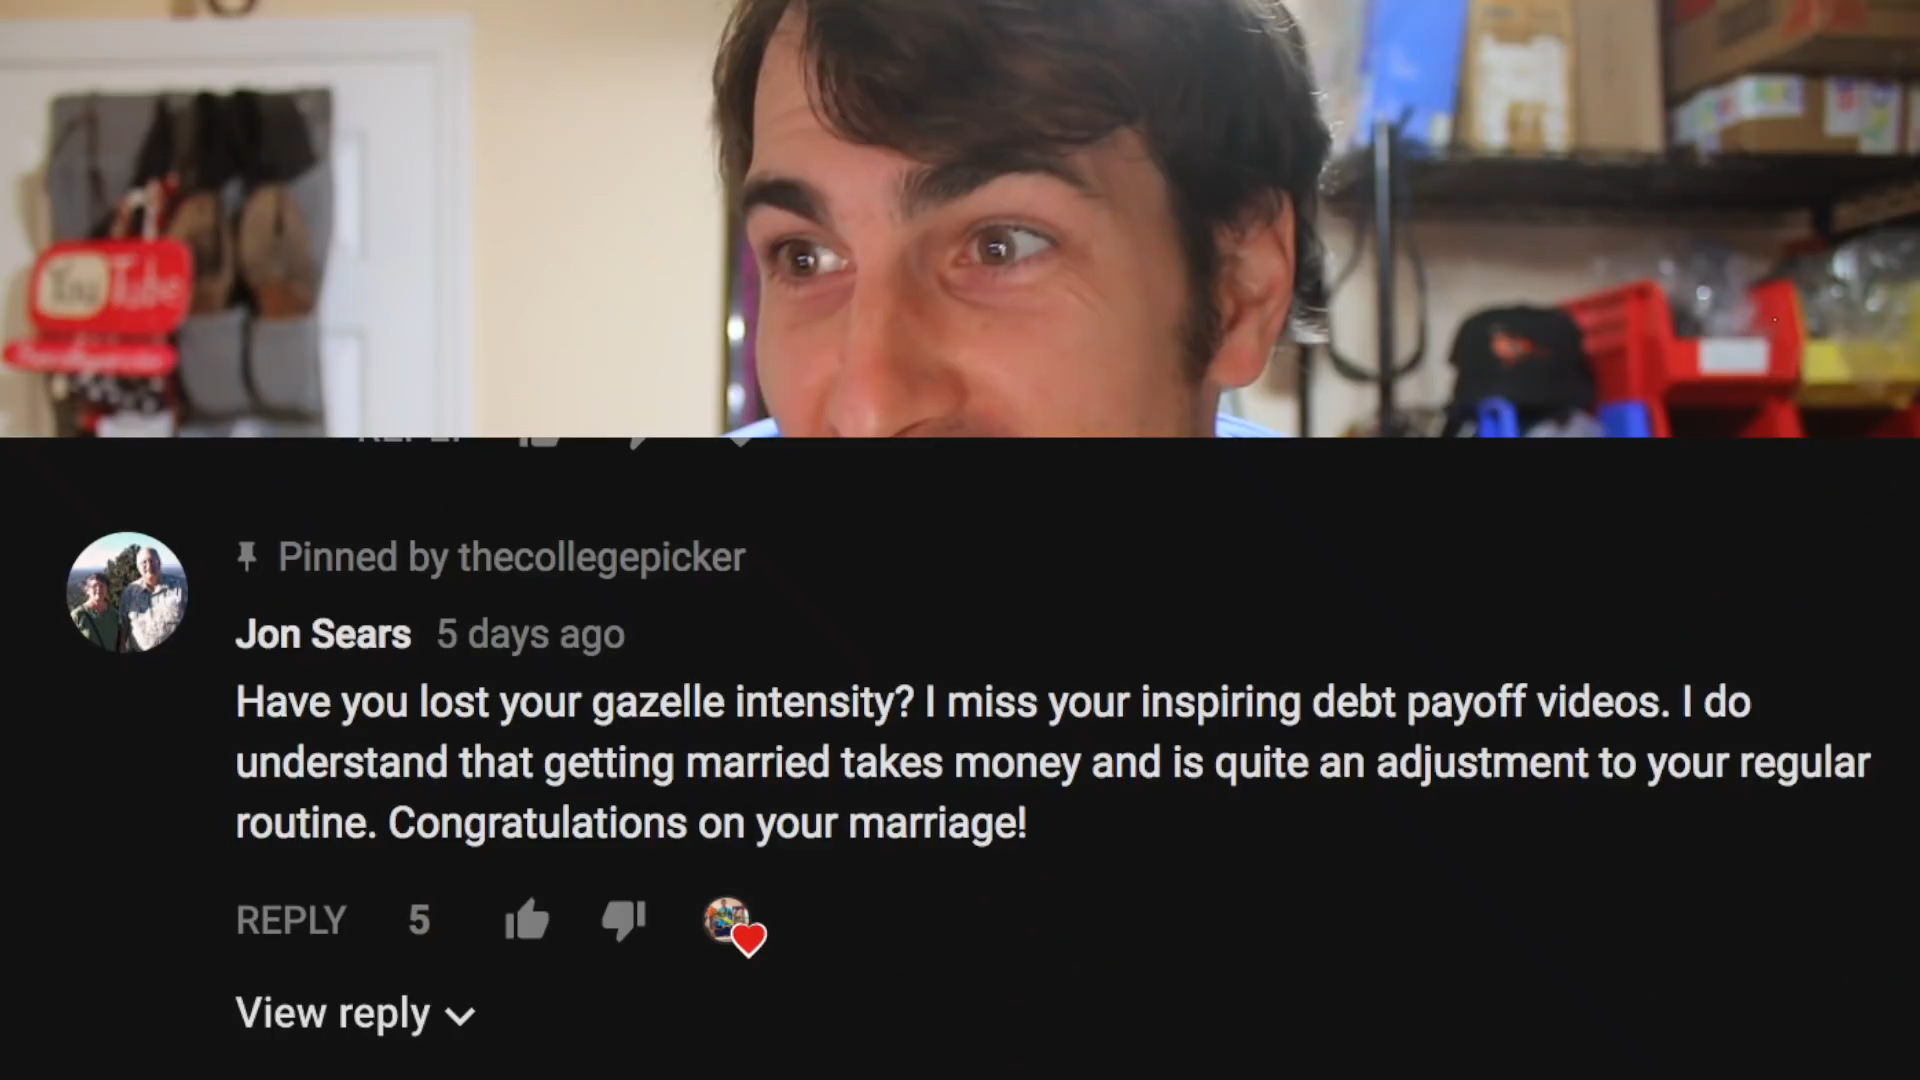 YouTube
Pinned by thecollegepicker
Jon Sears 5 days ago
Have you lost your gazelle intensity? I miss your inspiring debt payoff videos. I do
understand that getting married takes money and is quite an adjustment to your regular
routine. Congratulations on your marriage!
REPLY 5
View reply